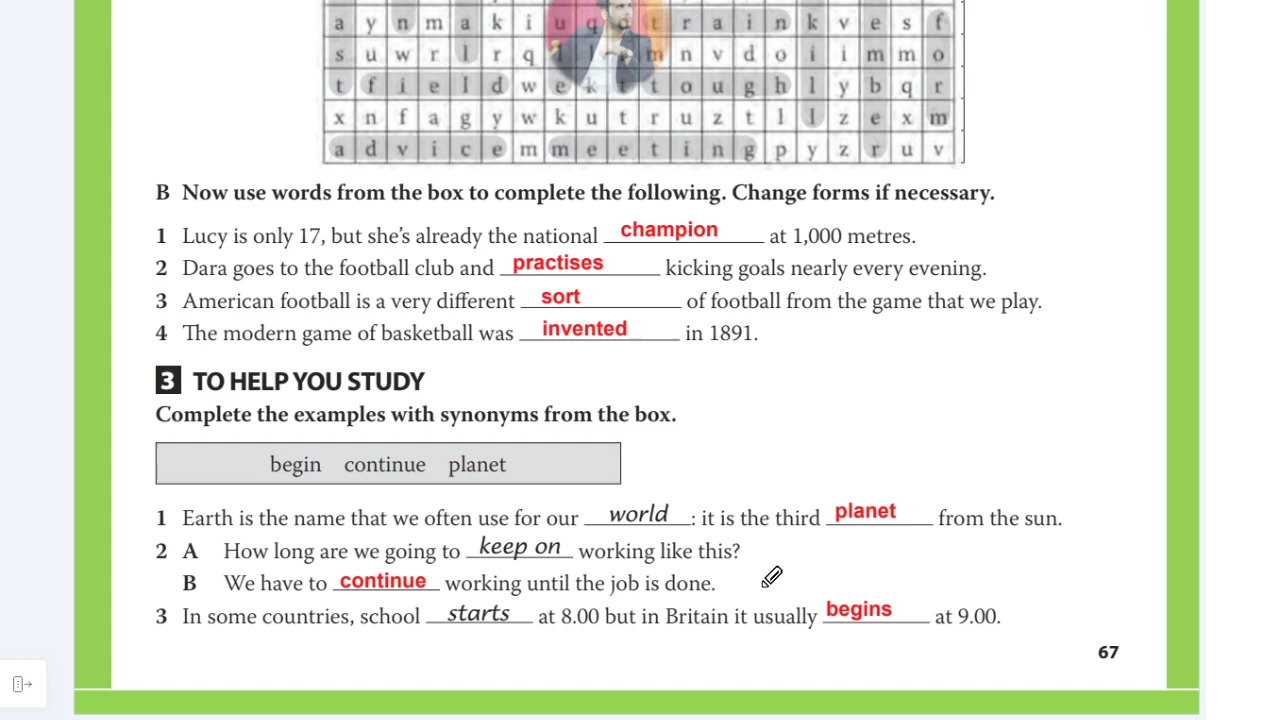 a y n m a k i u q t r a i n k v e s f
s u w r l r q m n v d o i i m m o
t f i e l d w e k t t o u g h l y b q r
x n f a g y w k u t r u z t l l z e x m
a d v i c e m m e e t i n g p y z r u v
B Now use words from the box to complete the following. Change forms if necessary.
1 Lucy is only 17, but she's already the national champion at 1,000 metres.
2 Dara goes to the football club and practises kicking goals nearly every evening.
3 American football is a very different sort of football from the game that we play.
4 The modern game of basketball was invented in 1891.
3 TO HELP YOU STUDY
Complete the examples with synonyms from the box.
begin continue planet
1 Earth is the name that we often use for our world : it is the third planet from the sun.
2 A How long are we going to keep on working like this?
B We have to continue working until the job is done.
3 In some countries, school starts at 8.00 but in Britain it usually begins at 9.00.
67